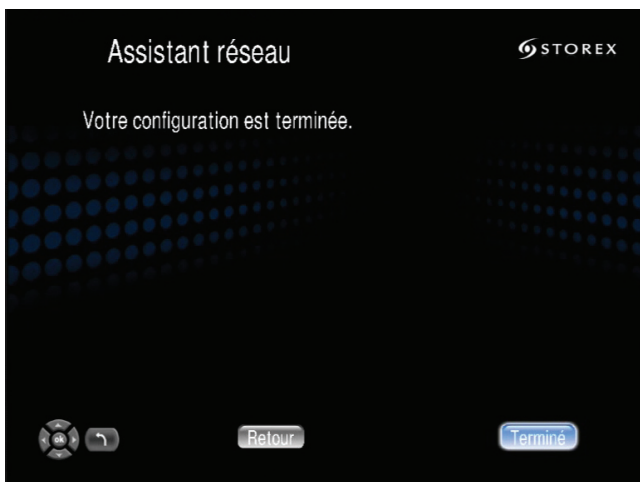 Assistant réseau
STOREX
Votre configuration est terminée.
ok
Retour
Terminé